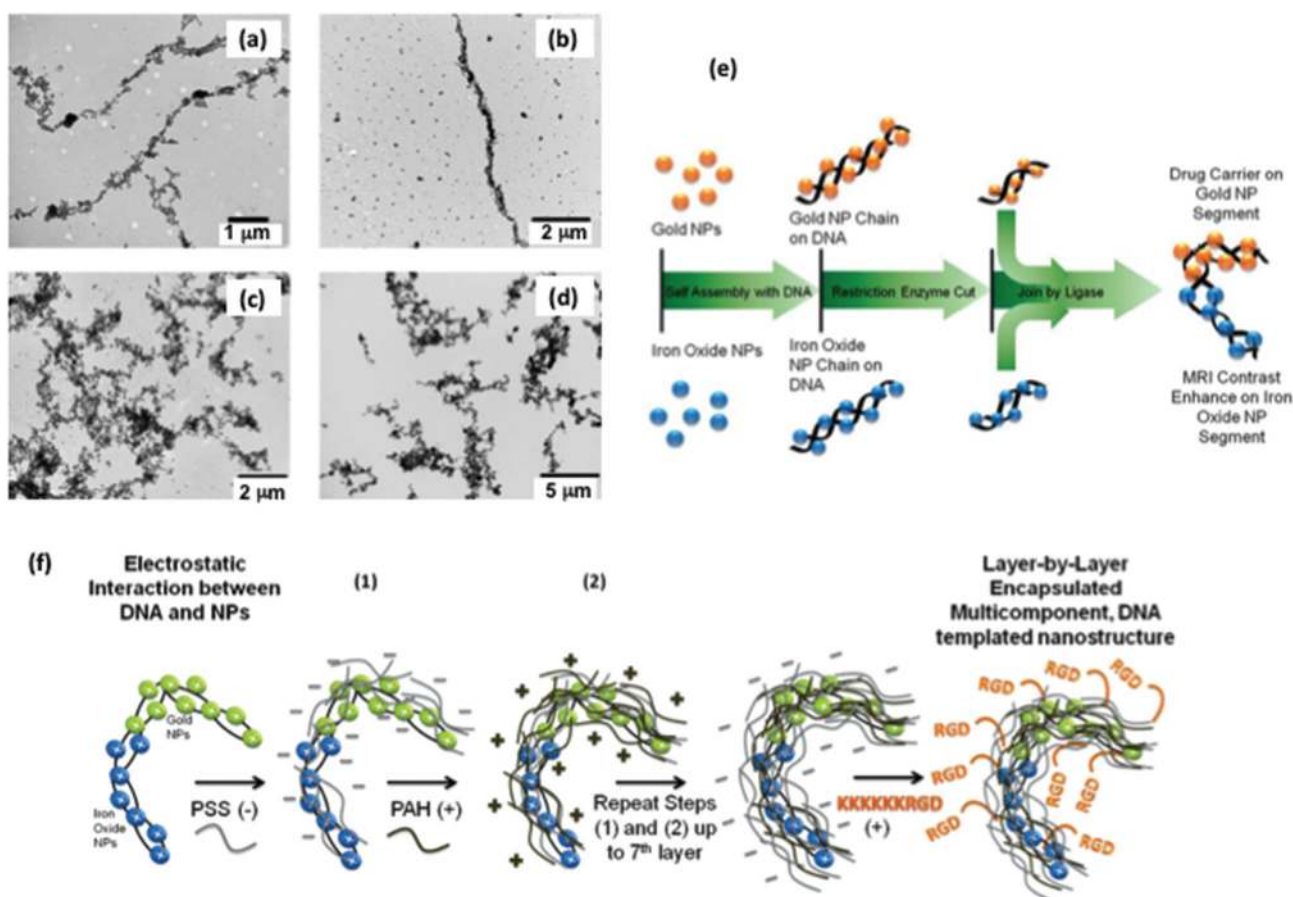 (a)
1 μm
(b)
2 μm
(c)
2 μm
(d)
5 μm
(e)
Gold NPs
Gold NP Chain
on DNA
Drug Carrier on
Gold NP
Segment
Self Assembly with DNA
Restriction Enzyme Cut
Join by Ligase
Iron Oxide NPs
Iron Oxide
NP Chain on
DNA
MRI Contrast
Enhance on Iron
Oxide NP
Segment
(f)
Electrostatic
Interaction between
DNA and NPs
(1)
(2)
Layer-by-Layer
Encapsulated
Multicomponent, DNA
templated nanostructure
Gold
NPs
Iron
Oxide NPs
PSS (-)
PAH (+)
Repeat Steps
(1) and (2) up
to 7th layer
KKKKKKRGD
(+)
RGD
RGD
RGD
RGD
RGD
RGD
RGD
RGD
RGD